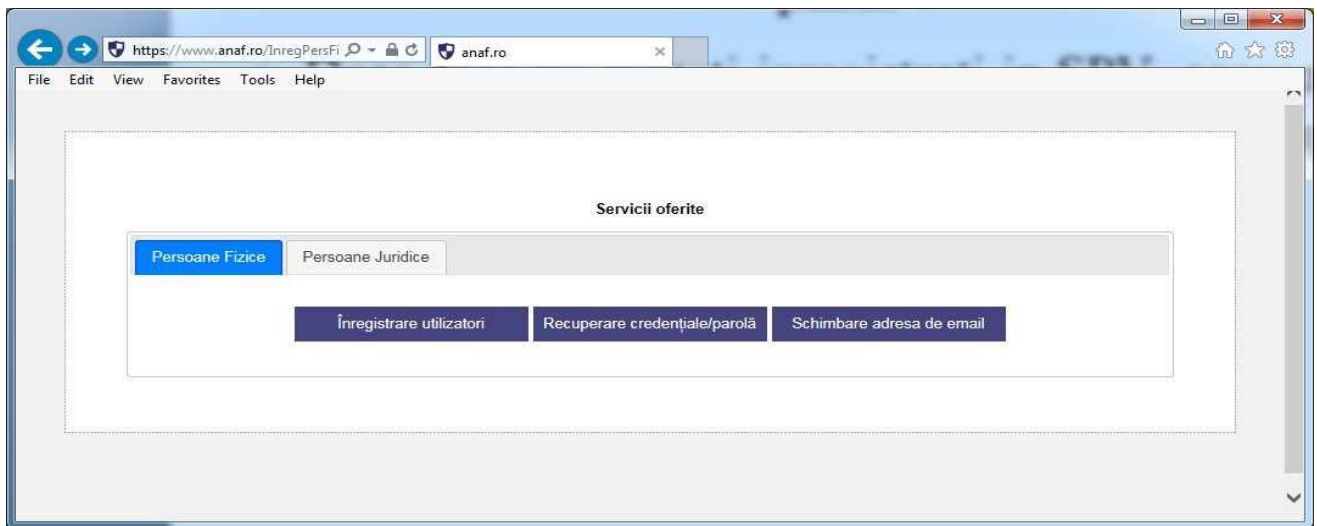 https://www.anaf.ro/InregPersFi
anaf.ro
File Edit View Favorites Tools Help
Servicii oferite
Persoane Fizice Persoane Juridice
Înregistrare utilizatori Recuperare credențiale/parolă Schimbare adresa de email